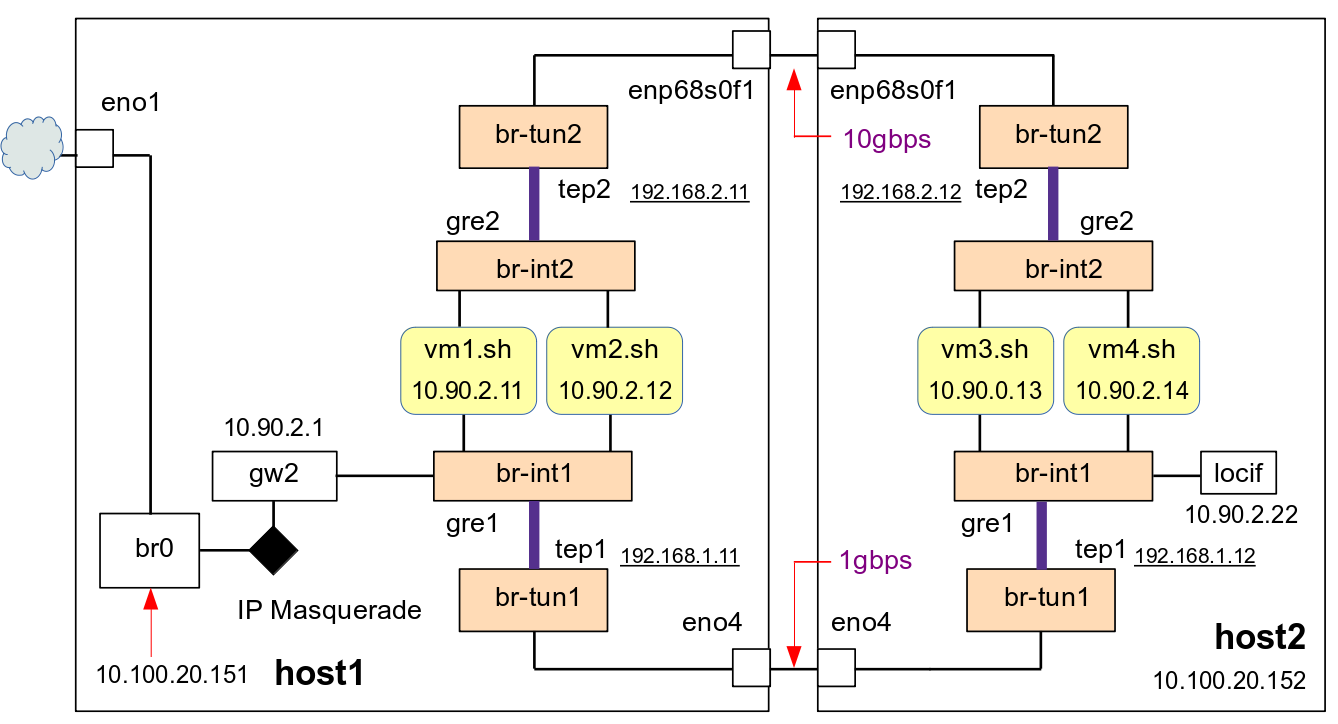 eno1
enp68s0f1
enp68s0f1
br-tun2
br-tun2
10gbps
tep2
192.168.2.11
192.168.2.12
tep2
gre2
gre2
br-int2
br-int2
vm1.sh
10.90.2.11
vm2.sh
10.90.2.12
vm3.sh
10.90.0.13
vm4.sh
10.90.2.14
10.90.2.1
gw2
br-int1
br-int1
locif
10.90.2.22
gre1
gre1
br0
tep1
192.168.1.11
1gbps
tep1
192.168.1.12
br-tun1
br-tun1
IP Masquerade
eno4
eno4
10.100.20.151
host1
host2
10.100.20.152